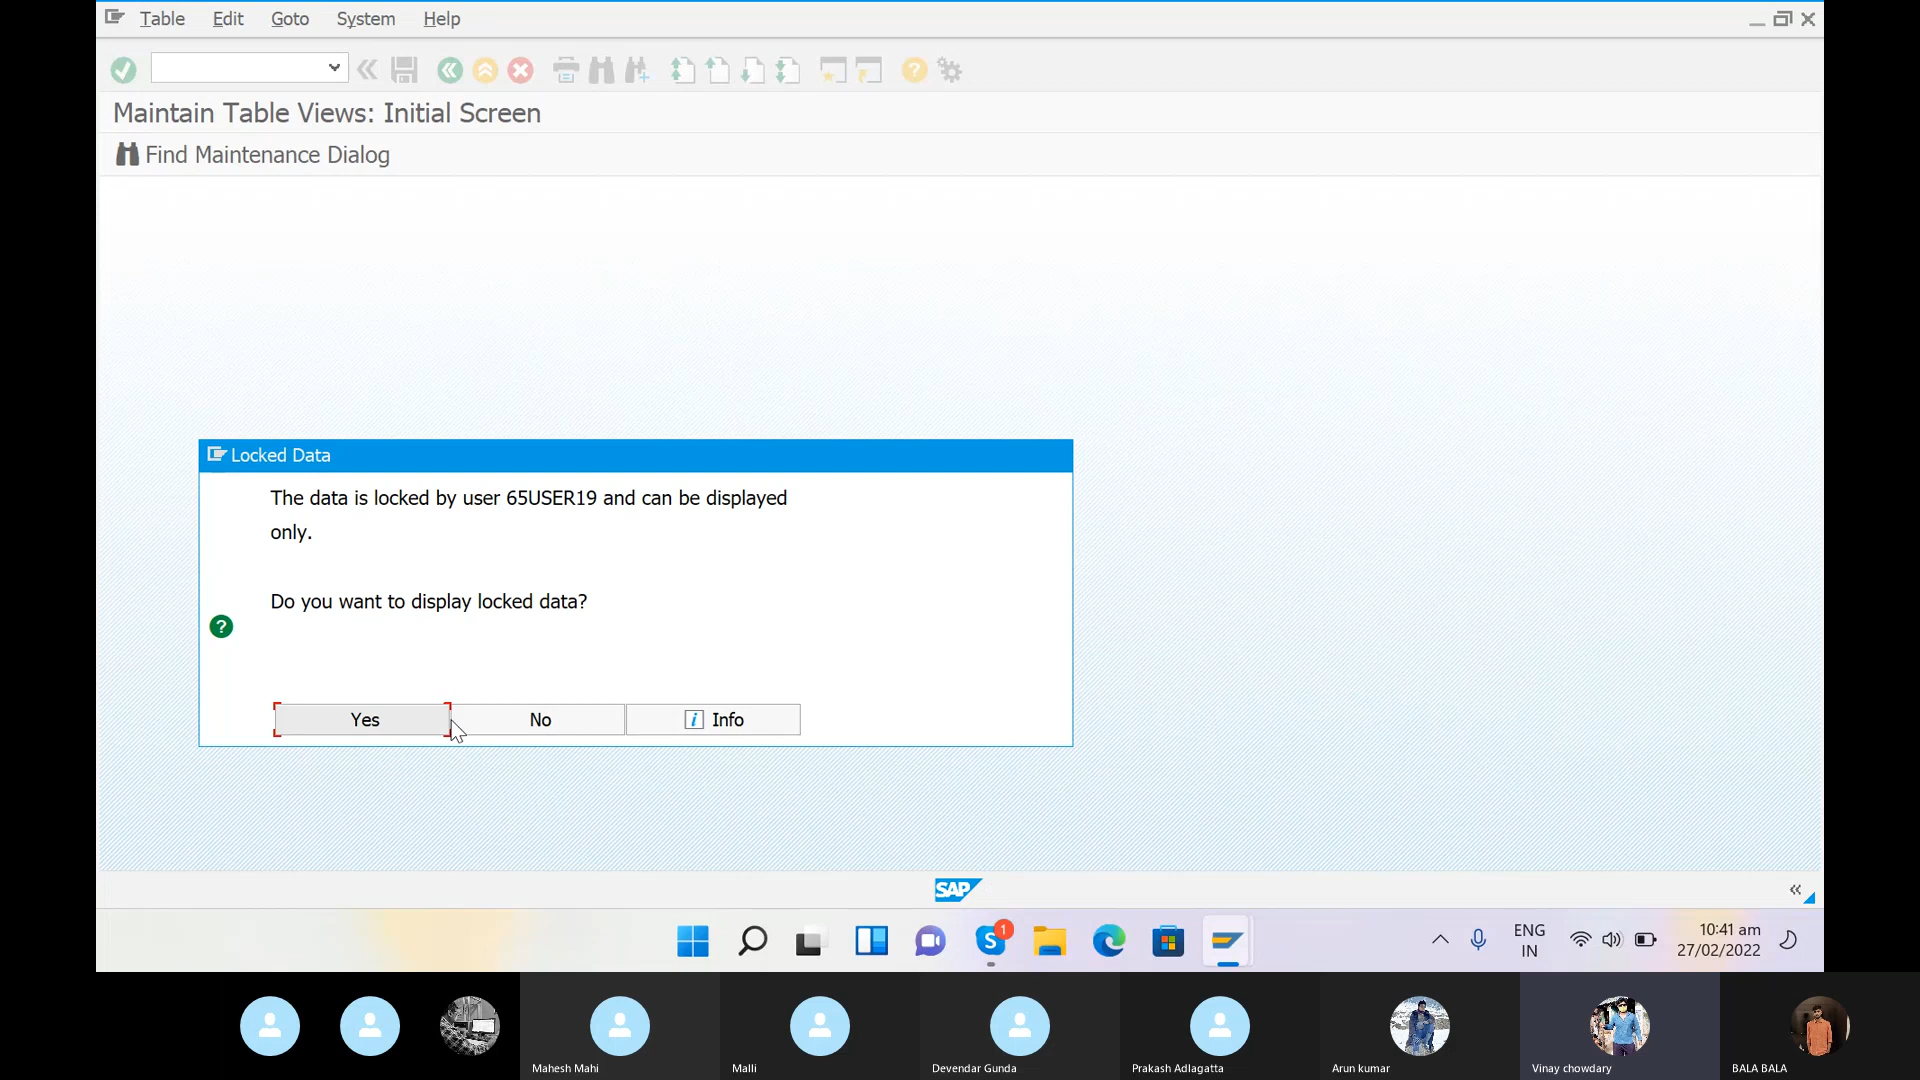 Table Edit Goto System Help
Maintain Table Views: Initial Screen
Find Maintenance Dialog
Locked Data
The data is locked by user 65USER19 and can be displayed
only.
Do you want to display locked data?
?
Yes No i Info
SAP
S 1
ENG
IN
10:41 am
27/02/2022
Mahesh Mahi
Malli
Devendar Gunda
Prakash Adlagatta
Arun kumar
Vinay chowdary
BALA BALA